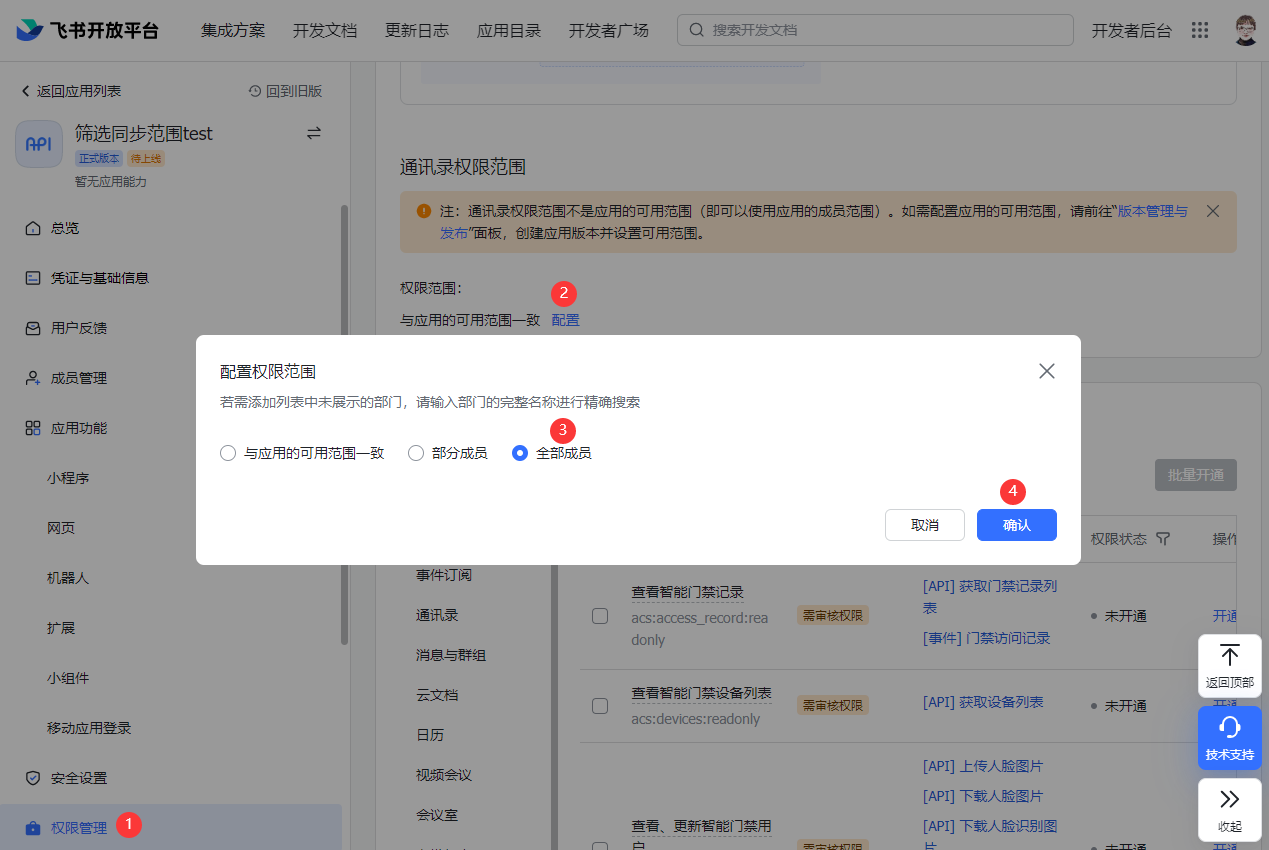 飞书开放平台
集成方案
开发文档
更新日志
应用目录
开发者广场
搜索开发文档
开发者后台
返回应用列表
回到旧版
API
筛选同步范围test
正式版本
待上线
暂无应用能力
总览
凭证与基础信息
用户反馈
成员管理
应用功能
小程序
网页
机器人
扩展
小组件
移动应用登录
安全设置
权限管理
1
通讯录权限范围
注：通讯录权限范围不是应用的可用范围（即可以使用应用的成员范围）。如需配置应用的可用范围，请前往“版本管理与
发布”面板，创建应用版本并设置可用范围。
权限范围：
2
与应用的可用范围一致 配置
配置权限范围
若需添加列表中未展示的部门，请输入部门的完整名称进行精确搜索
3
与应用的可用范围一致
部分成员
全部成员
4
取消
确认
批量开通
权限状态
操作
事件订阅
通讯录
消息与群组
云文档
日历
视频会议
会议室
查看智能门禁记录
acs:access_record:rea
donly
需审核权限
[API] 获取门禁记录列
表
[事件] 门禁访问记录
未开通
开通
查看智能门禁设备列表
acs:devices:readonly
需审核权限
[API] 获取设备列表
未开通
查看、更新智能门禁用
户
需审核权限
[API] 上传人脸图片
[API] 下载人脸图片
[API] 下载人脸识别图
片
未开通
返回顶部
技术支持
收起